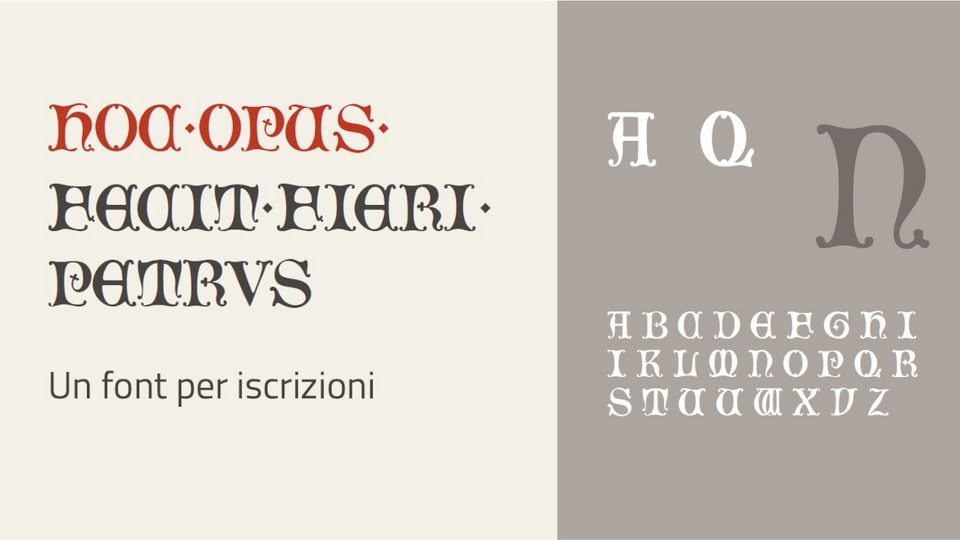 HOC·OPUS·
FECIT·FIERI·
PETRVS
Un font per iscrizioni
A Q N
A B C D E F G H I
I K L M N O P Q R
S T U U W X Y Z